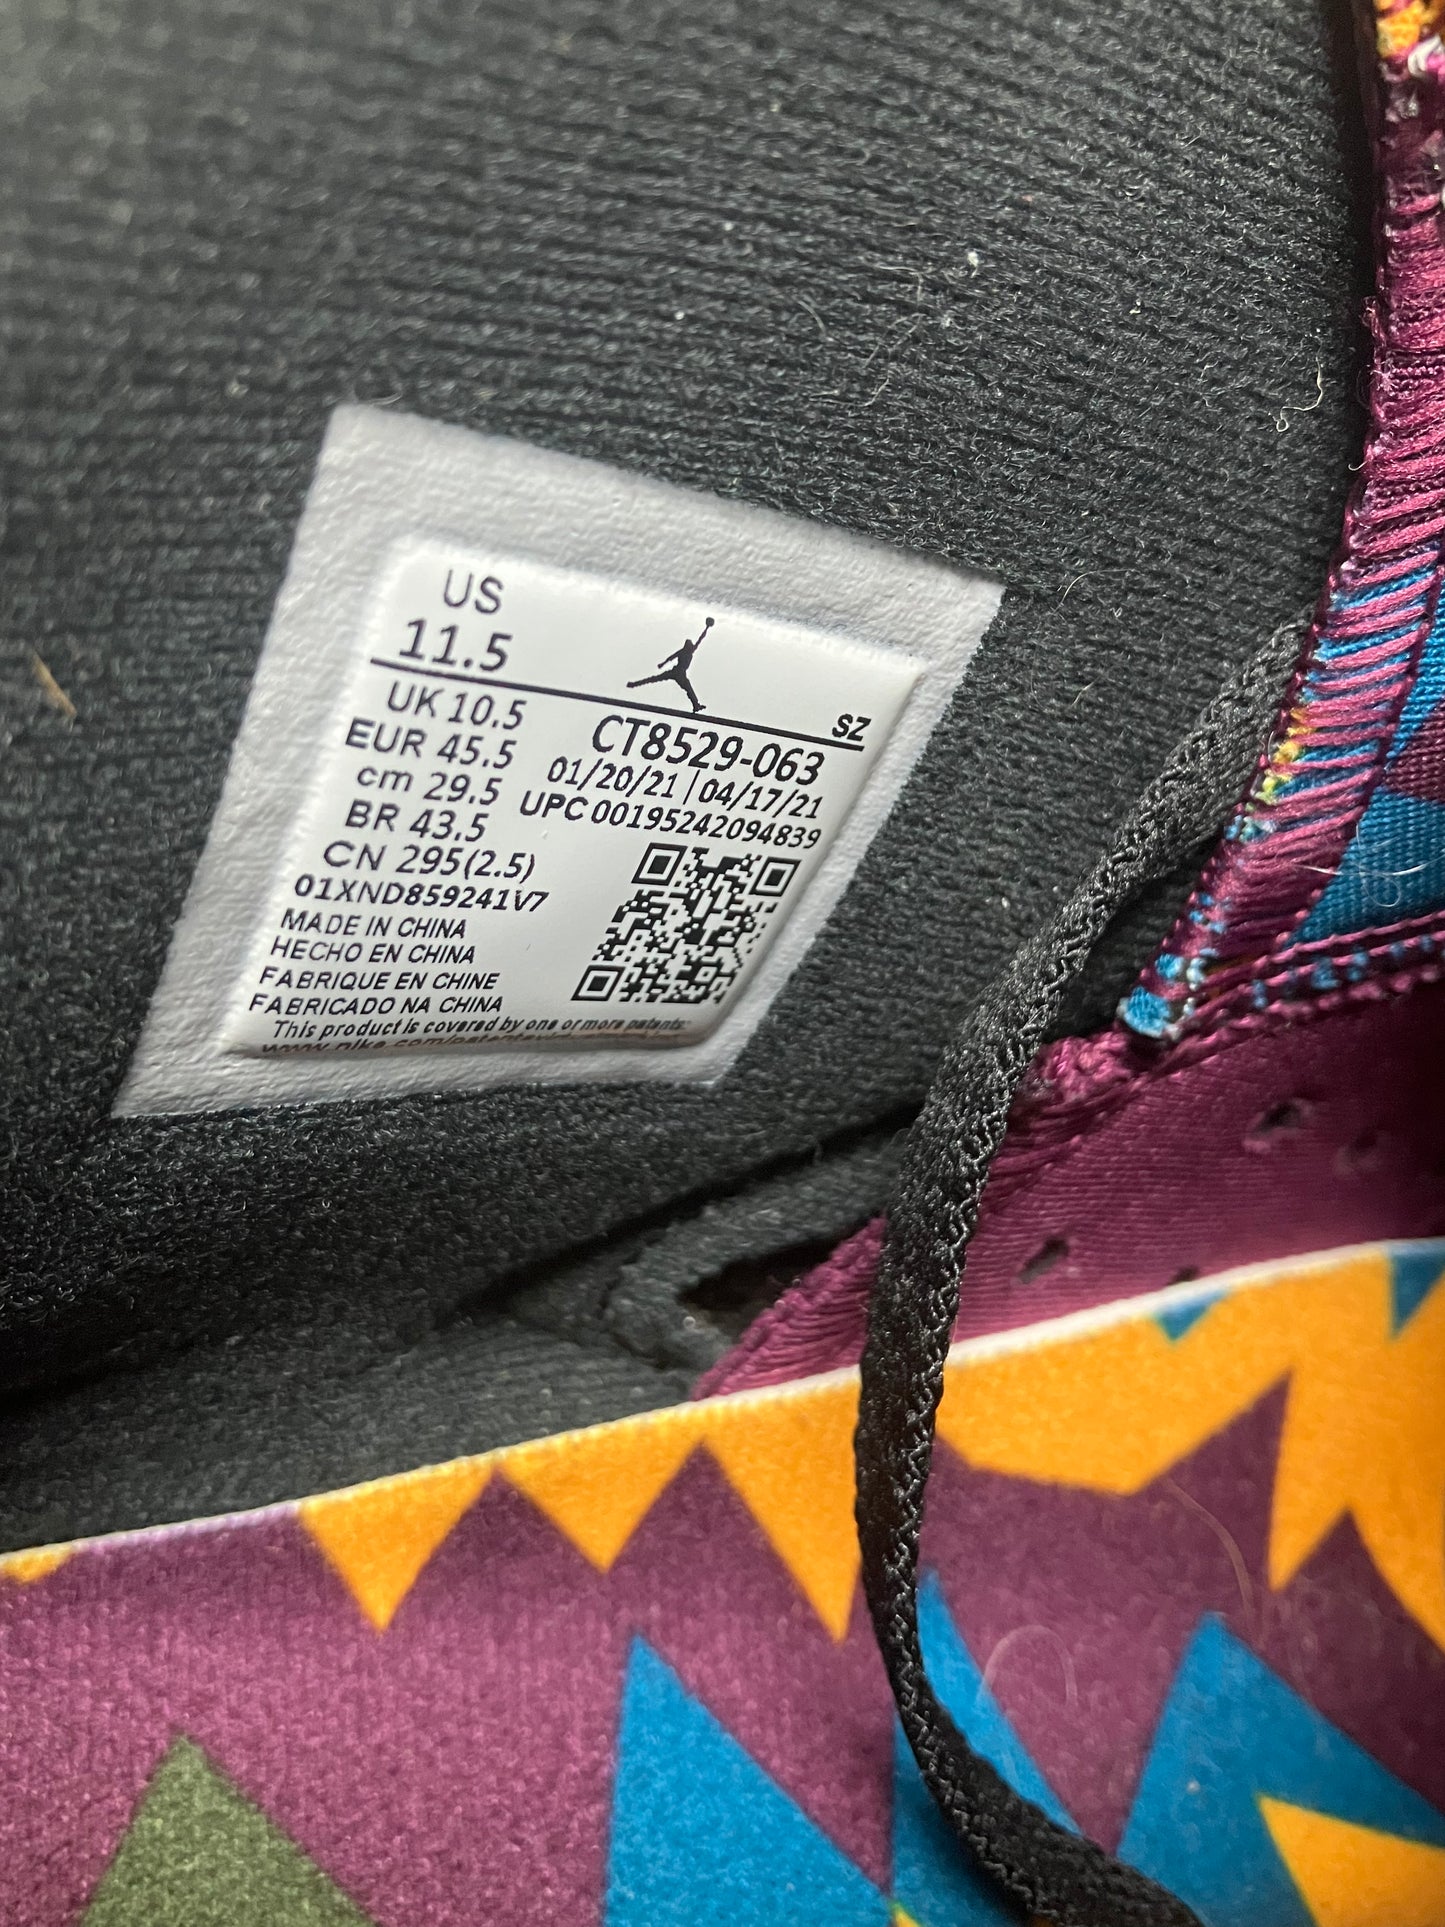 US
11.5
SZ
UK 10.5
EUR 45.5
cm 29.5
BR 43.5
CN 295(2.5)
01XND859241V7
CT8529-063
01/20/21 | 04/17/21
UPC 00195242094839
MADE IN CHINA
HECHO EN CHINA
FABRIQUE EN CHINE
FABRICADO NA CHINA
This product is covered by one or more patents: